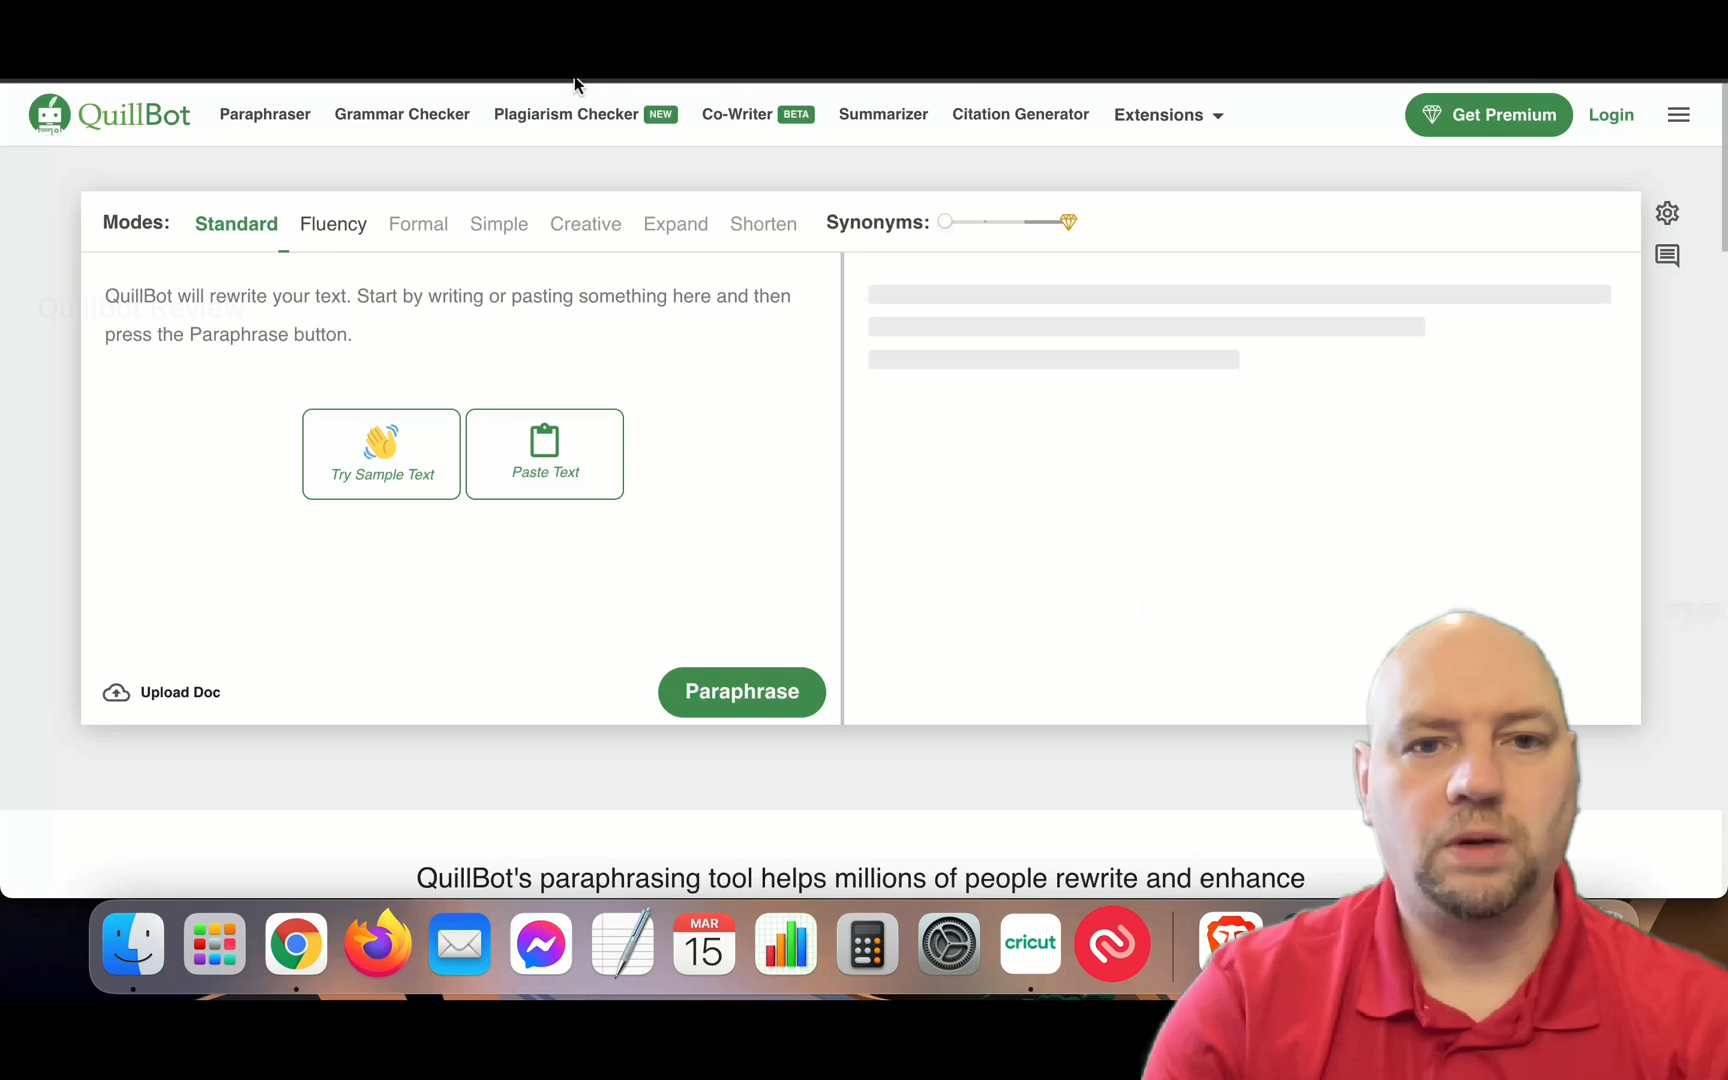 QuillBot
Paraphraser Grammar Checker Plagiarism Checker NEW Co-Writer BETA Summarizer Citation Generator Extensions Get Premium Login
Modes: Standard Fluency Formal Simple Creative Expand Shorten Synonyms:
QuillBot will rewrite your text. Start by writing or pasting something here and then
press the Paraphrase button.
Quillbot Review
Try Sample Text Paste Text
Upload Doc Paraphrase
QuillBot's paraphrasing tool helps millions of people rewrite and enhance
MAR
15
cricut